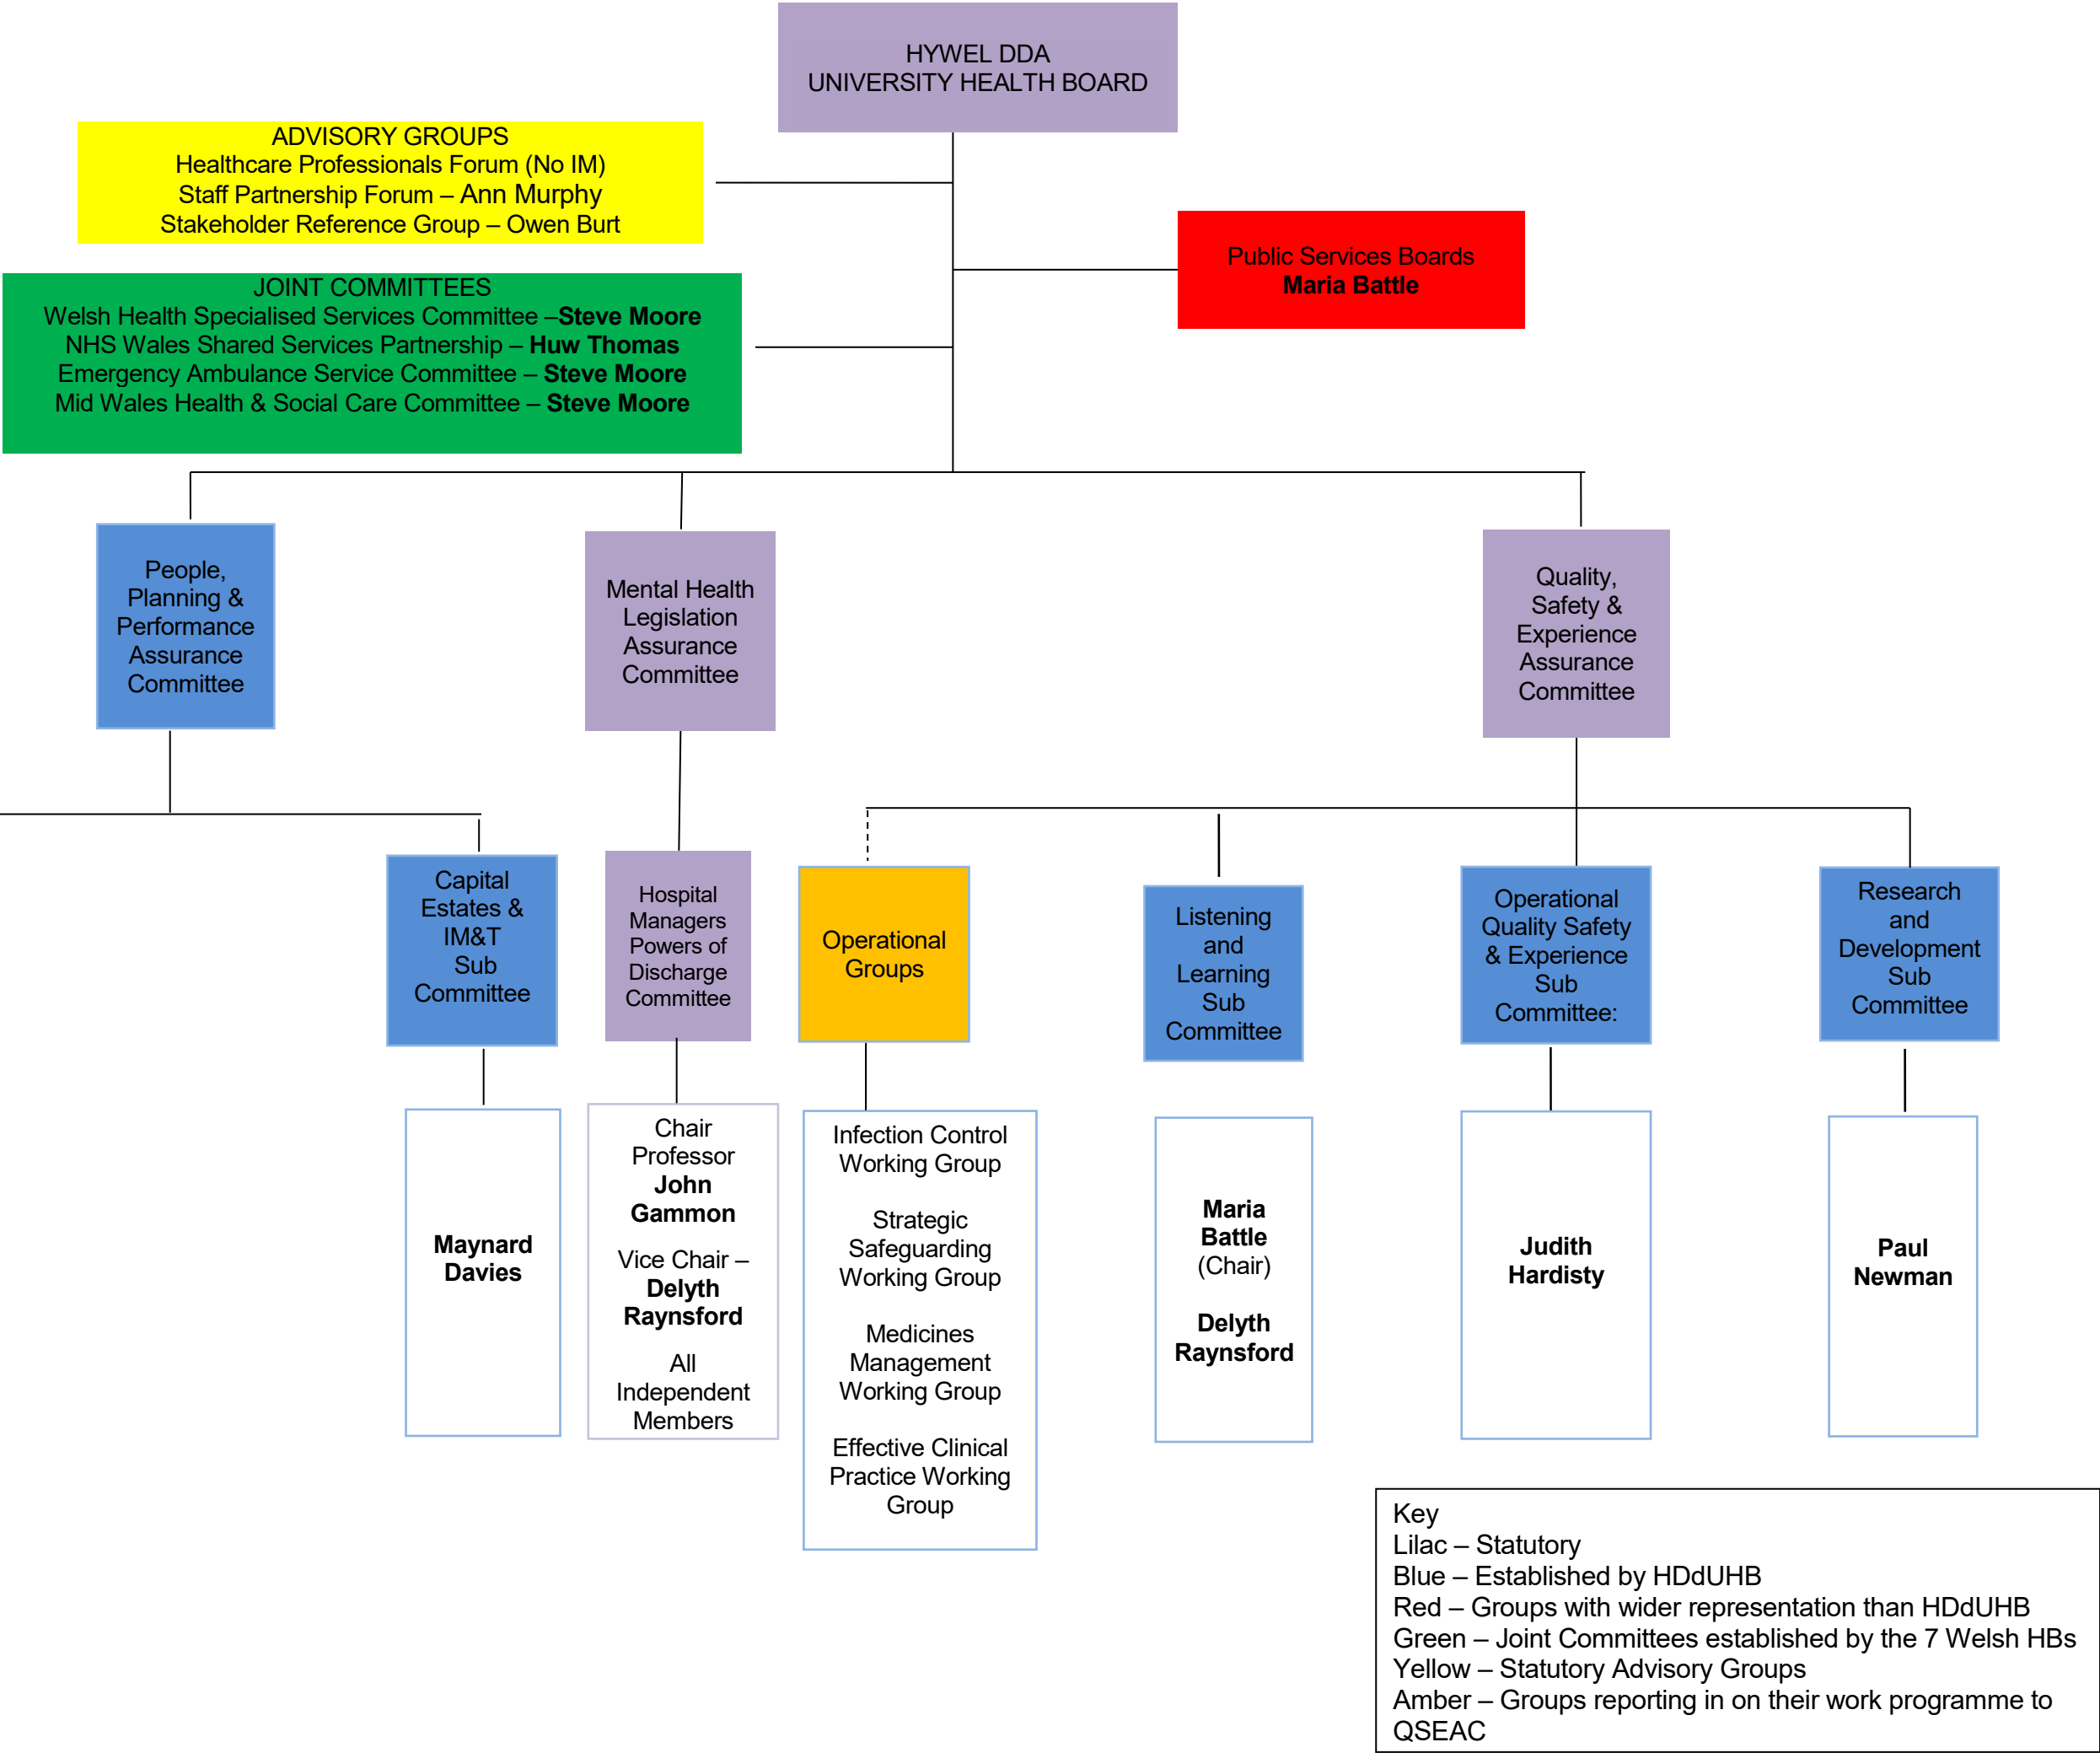 HYWEL DDA
UNIVERSITY HEALTH BOARD
ADVISORY GROUPS
Healthcare Professionals Forum (No IM)
Staff Partnership Forum – Ann Murphy
Stakeholder Reference Group – Owen Burt
Public Services Boards
Maria Battle
JOINT COMMITTEES
Welsh Health Specialised Services Committee –Steve Moore
NHS Wales Shared Services Partnership – Huw Thomas
Emergency Ambulance Service Committee – Steve Moore
Mid Wales Health & Social Care Committee – Steve Moore
People,
Planning &
Performance
Assurance
Committee
Mental Health
Legislation
Assurance
Committee
Quality,
Safety &
Experience
Assurance
Committee
Capital
Estates &
IM&T
Sub
Committee
Hospital
Managers
Powers of
Discharge
Committee
Operational
Groups
Listening
and
Learning
Sub
Committee
Operational
Quality Safety
& Experience
Sub
Committee:
Research
and
Development
Sub
Committee
Maynard
Davies
Chair
Professor
John
Gammon
Vice Chair –
Delyth
Raynsford
All
Independent
Members
Infection Control
Working Group
Strategic
Safeguarding
Working Group
Medicines
Management
Working Group
Effective Clinical
Practice Working
Group
Maria
Battle
(Chair)
Delyth
Raynsford
Judith
Hardisty
Paul
Newman
Key
Lilac – Statutory
Blue – Established by HDdUHB
Red – Groups with wider representation than HDdUHB
Green – Joint Committees established by the 7 Welsh HBs
Yellow – Statutory Advisory Groups
Amber – Groups reporting in on their work programme to
QSEAC